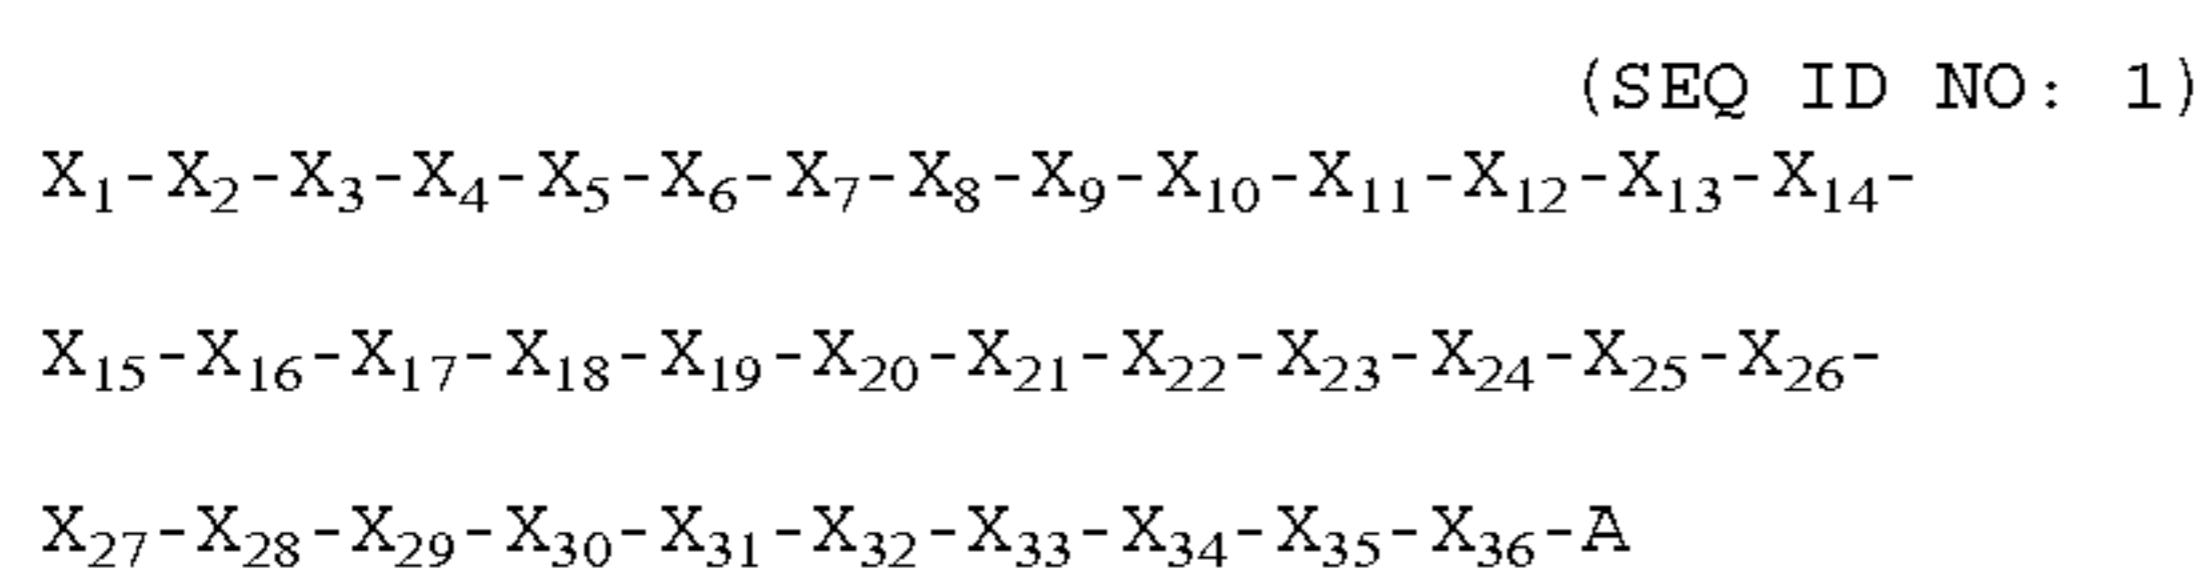 (SEQ ID NO: 1)
X₁-X₂-X₃-X₄-X₅-X₆-X₇-X₈-X₉-X₁₀-X₁₁-X₁₂-X₁₃-X₁₄-
X₁₅-X₁₆-X₁₇-X₁₈-X₁₉-X₂₀-X₂₁-X₂₂-X₂₃-X₂₄-X₂₅-X₂₆-
X₂₇-X₂₈-X₂₉-X₃₀-X₃₁-X₃₂-X₃₃-X₃₄-X₃₅-X₃₆-A